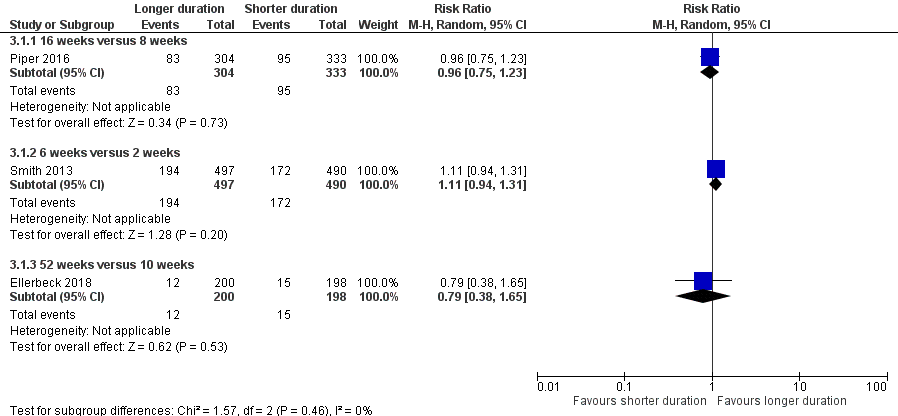 Longer duration Shorter duration Risk Ratio Risk Ratio
Study or Subgroup Events Total Events Total Weight M-H, Random, 95% CI M-H, Random, 95% CI
3.1.1 16 weeks versus 8 weeks
Piper 2016 83 304 95 333 100.0% 0.96 [0.75, 1.23]
Subtotal (95% CI) 304 333 100.0% 0.96 [0.75, 1.23]
Total events 83 95
Heterogeneity: Not applicable
Test for overall effect: Z = 0.34 (P = 0.73)
3.1.2 6 weeks versus 2 weeks
Smith 2013 194 497 172 490 100.0% 1.11 [0.94, 1.31]
Subtotal (95% CI) 497 490 100.0% 1.11 [0.94, 1.31]
Total events 194 172
Heterogeneity: Not applicable
Test for overall effect: Z = 1.28 (P = 0.20)
3.1.3 52 weeks versus 10 weeks
Ellerbeck 2018 12 200 15 198 100.0% 0.79 [0.38, 1.65]
Subtotal (95% CI) 200 198 100.0% 0.79 [0.38, 1.65]
Total events 12 15
Heterogeneity: Not applicable
Test for overall effect: Z = 0.62 (P = 0.53)
0.01 0.1 1 10 100
Favours shorter duration Favours longer duration
Test for subgroup differences: Chi² = 1.57, df = 2 (P = 0.46), I² = 0%